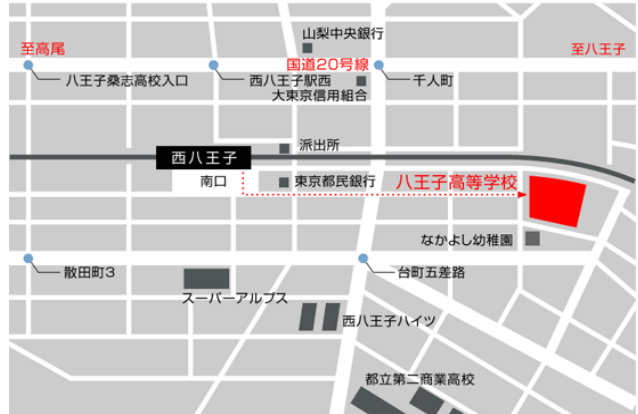 山梨中央銀行
至高尾
至八王子
国道20号線
八王子桑志高校入口
西八王子駅西
千人町
大東京信用組合
派出所
西八王子
南口
東京都民銀行
八王子高等学校
なかよし幼稚園
散田町3
台町五差路
スーパーアルプス
西八王子ハイツ
都立第二商業高校